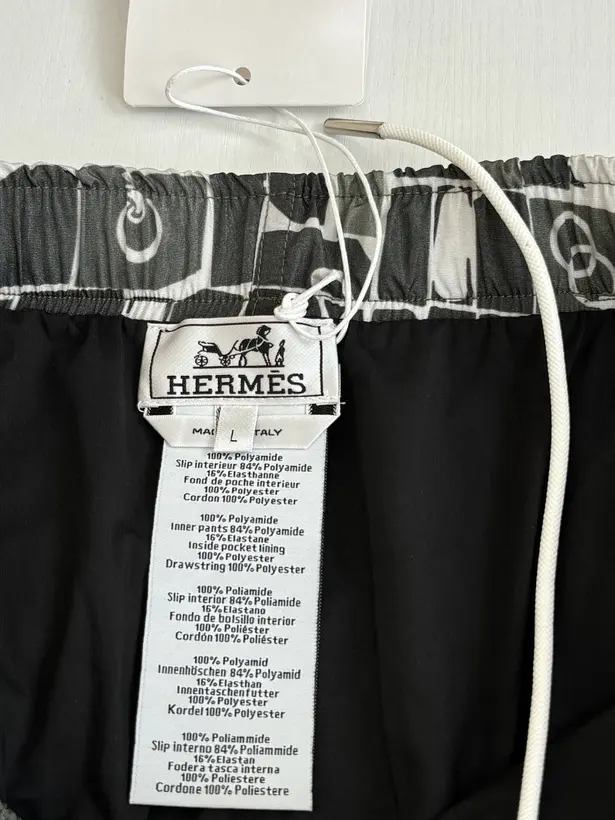 HERMÈS
L
100% Polyamide
Slip interieur 84% Polyamide
16% Elasthanne
Fond de poche interieur
100% Polyester
Cordon 100% Polyester
100% Polyamide
Inner pants 84% Polyamide
16% Elastane
Inside pocket lining
100% Polyester
Drawstring 100% Polyester
100% Poliamide
Slip interior 84% Poliamide
16% Elastano
Fondo de bolsillo interior
100% Poliéster
Cordón 100% Poliéster
100% Polyamid
Innenhöschen 84% Polyamid
16% Elasthan
Innentaschenfutter
100% Polyester
Kordel 100% Polyester
100% Poliammide
Slip interno 84% Poliammide
16% Elastan
Fodera tasca interna
100% Poliestere
Cordone 100% Poliestere